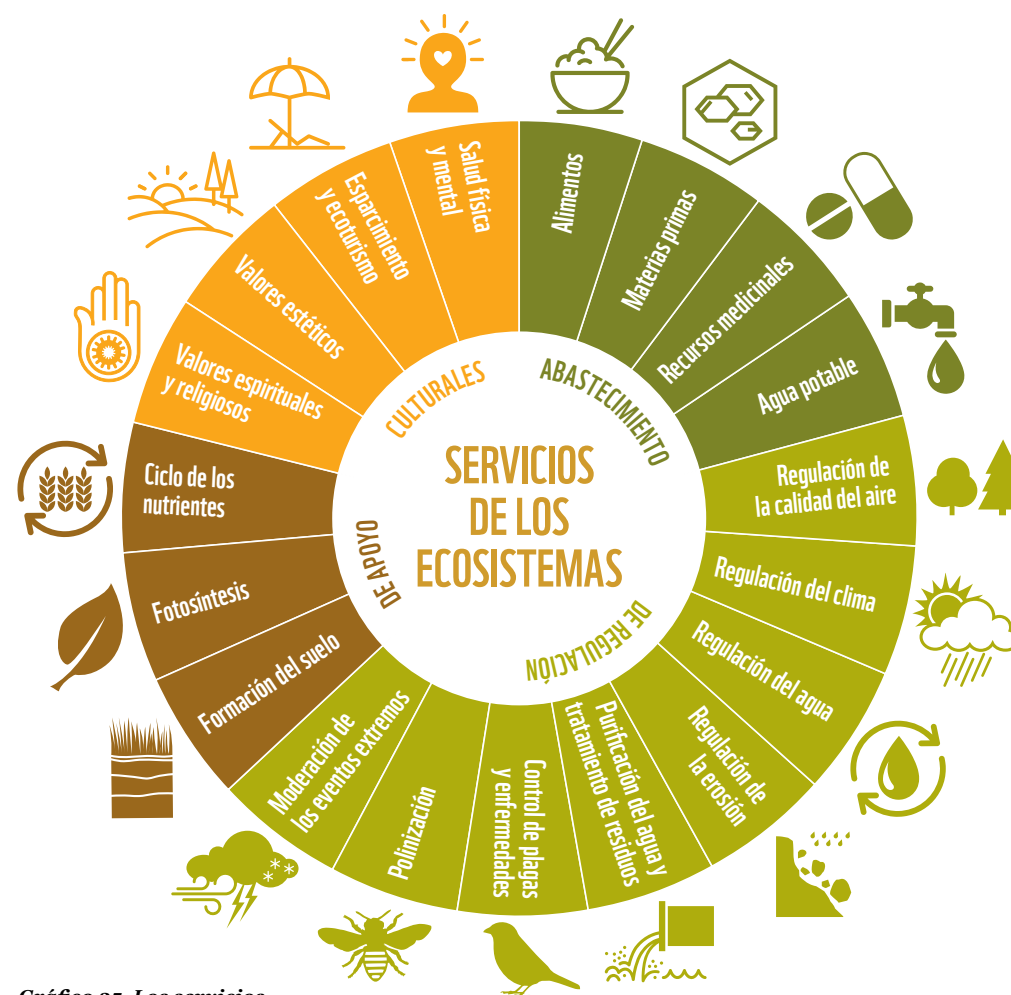 SERVICIOS
DE LOS
ECOSISTEMAS
CULTURALES
ABASTECIMIENTO
DE REGULACIÓN
DE APOYO
Alimentos
Materias primas
Recursos medicinales
Agua potable
Regulación de
la calidad del aire
Regulación del clima
Regulación del agua
Regulación de
la erosión
Purificación del agua y
tratamiento de residuos
Control de plagas
y enfermedades
Polinización
Moderación de
los eventos extremos
Formación del suelo
Fotosíntesis
Ciclo de los
nutrientes
Valores espirituales
y religiosos
Valores estéticos
Esparcimiento
y ecoturismo
Salud física
y mental
Los servicios